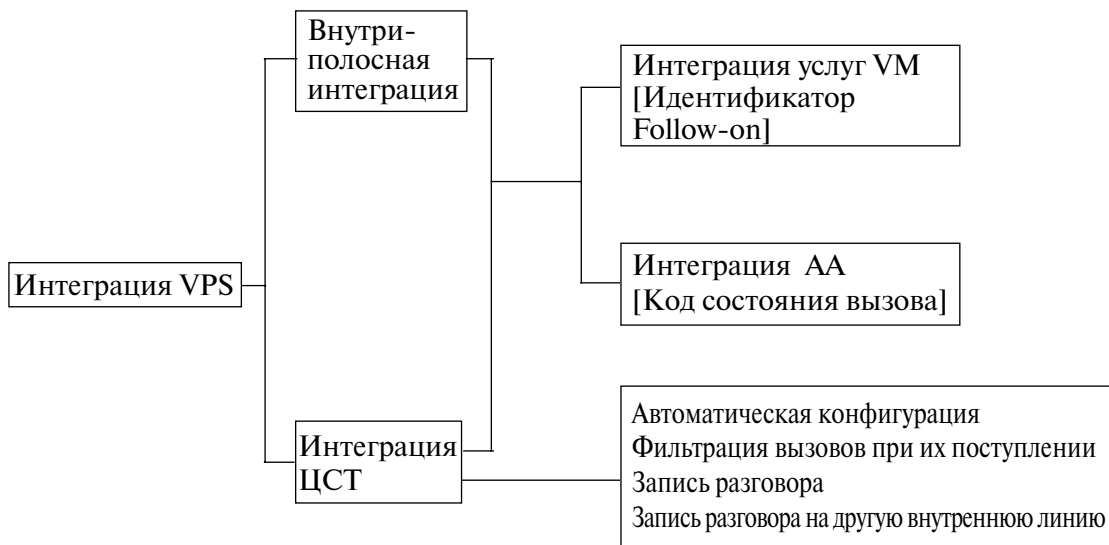 Внутри-
полосная
интеграция
Интеграция услуг VM
[Идентификатор
Follow-on]
Интеграция VPS
Интеграция АА
[Код состояния вызова]
Интеграция
ЦСТ
Автоматическая конфигурация
Фильтрация вызовов при их поступлении
Запись разговора
Запись разговора на другую внутреннюю линию